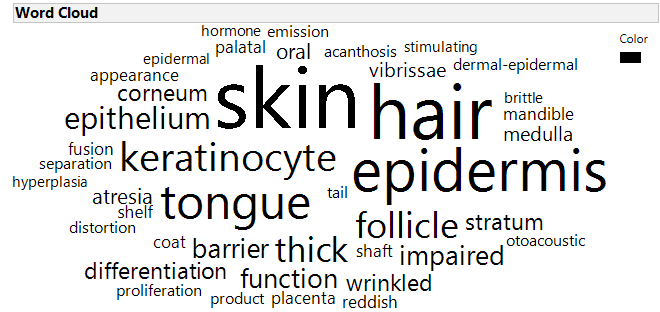 Word Cloud
Color
hormone emission
palatal oral acanthosis stimulating
epidermal vibrissae dermal-epidermal
appearance
corneum skin hair brittle
epithelium mandible
medulla
fusion keratinocyte epidermis
separation
hyperplasia
atresia tongue tail
shelf
distortion follicle stratum
coat barrier thick shaft impaired otoacoustic
differentiation function wrinkled
proliferation product placenta reddish